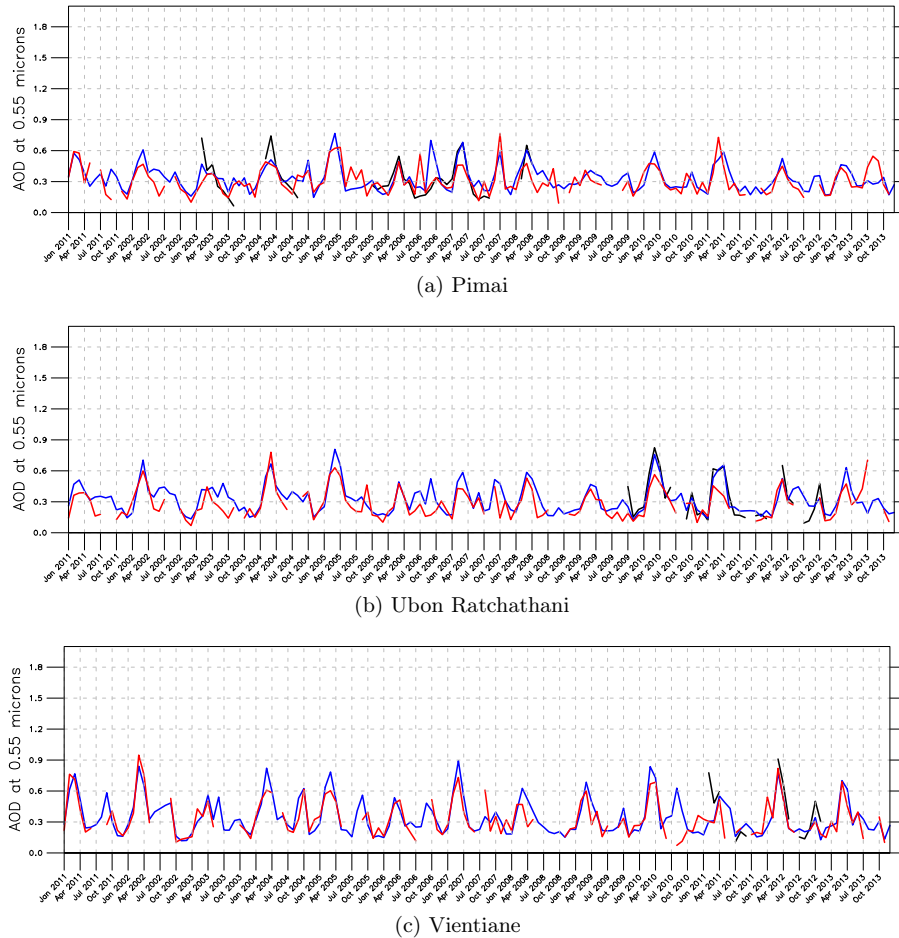 AOD at 0.55 microns
1.8
1.5
1.2
0.9
0.6
0.3
0.0
Jan 2011 Apr 2011 Jul 2011 Oct 2011 Jan 2002 Apr 2002 Jul 2002 Oct 2002 Jan 2003 Apr 2003 Jul 2003 Oct 2003 Jan 2004 Apr 2004 Jul 2004 Oct 2004 Jan 2005 Apr 2005 Jul 2005 Oct 2005 Jan 2006 Apr 2006 Jul 2006 Oct 2006 Jan 2007 Apr 2007 Jul 2007 Oct 2007 Jan 2008 Apr 2008 Jul 2008 Oct 2008 Jan 2009 Apr 2009 Jul 2009 Oct 2009 Jan 2010 Apr 2010 Jul 2010 Oct 2010 Jan 2011 Apr 2011 Jul 2011 Oct 2011 Jan 2012 Apr 2012 Jul 2012 Oct 2012 Jan 2013 Apr 2013 Jul 2013 Oct 2013
(a) Pimai
AOD at 0.55 microns
1.8
1.5
1.2
0.9
0.6
0.3
0.0
Jan 2011 Apr 2011 Jul 2011 Oct 2011 Jan 2002 Apr 2002 Jul 2002 Oct 2002 Jan 2003 Apr 2003 Jul 2003 Oct 2003 Jan 2004 Apr 2004 Jul 2004 Oct 2004 Jan 2005 Apr 2005 Jul 2005 Oct 2005 Jan 2006 Apr 2006 Jul 2006 Oct 2006 Jan 2007 Apr 2007 Jul 2007 Oct 2007 Jan 2008 Apr 2008 Jul 2008 Oct 2008 Jan 2009 Apr 2009 Jul 2009 Oct 2009 Jan 2010 Apr 2010 Jul 2010 Oct 2010 Jan 2011 Apr 2011 Jul 2011 Oct 2011 Jan 2012 Apr 2012 Jul 2012 Oct 2012 Jan 2013 Apr 2013 Jul 2013 Oct 2013
(b) Ubon Ratchathani
AOD at 0.55 microns
1.8
1.5
1.2
0.9
0.6
0.3
0.0
Jan 2011 Apr 2011 Jul 2011 Oct 2011 Jan 2002 Apr 2002 Jul 2002 Oct 2002 Jan 2003 Apr 2003 Jul 2003 Oct 2003 Jan 2004 Apr 2004 Jul 2004 Oct 2004 Jan 2005 Apr 2005 Jul 2005 Oct 2005 Jan 2006 Apr 2006 Jul 2006 Oct 2006 Jan 2007 Apr 2007 Jul 2007 Oct 2007 Jan 2008 Apr 2008 Jul 2008 Oct 2008 Jan 2009 Apr 2009 Jul 2009 Oct 2009 Jan 2010 Apr 2010 Jul 2010 Oct 2010 Jan 2011 Apr 2011 Jul 2011 Oct 2011 Jan 2012 Apr 2012 Jul 2012 Oct 2012 Jan 2013 Apr 2013 Jul 2013 Oct 2013
(c) Vientiane